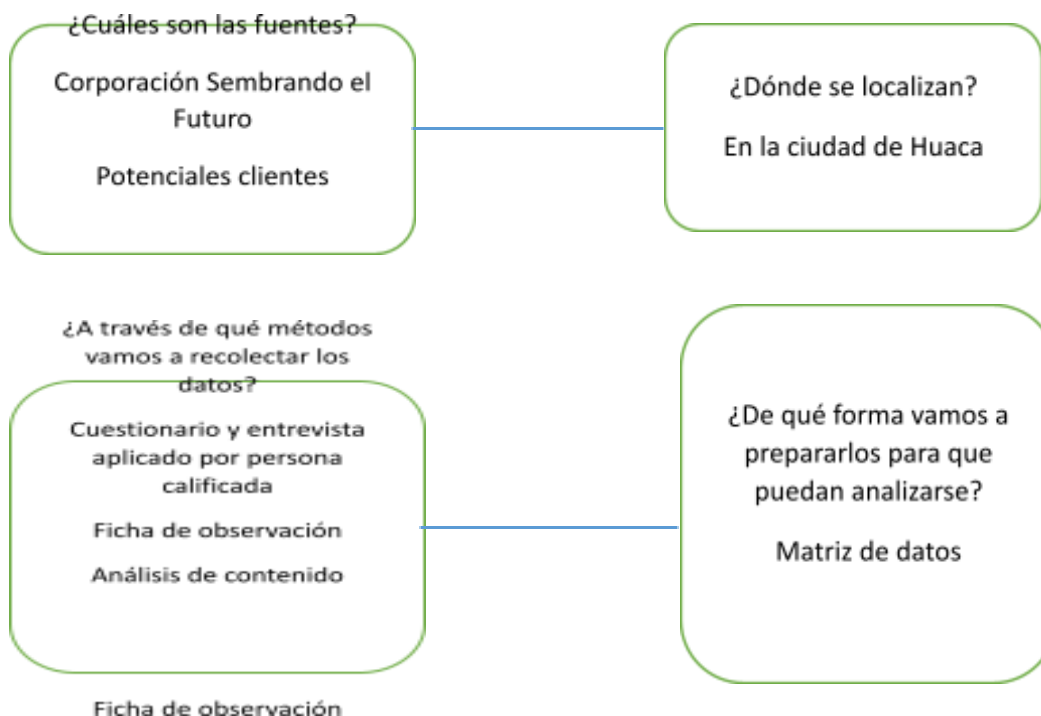 ¿Cuáles son las fuentes?
Corporación Sembrando el
Futuro
Potenciales clientes
¿Dónde se localizan?
En la ciudad de Huaca
¿A través de qué métodos
vamos a recolectar los
datos?
Cuestionario y entrevista
aplicado por persona
calificada
Ficha de observación
Análisis de contenido
Ficha de observación
¿De qué forma vamos a
prepararlos para que
puedan analizarse?
Matriz de datos